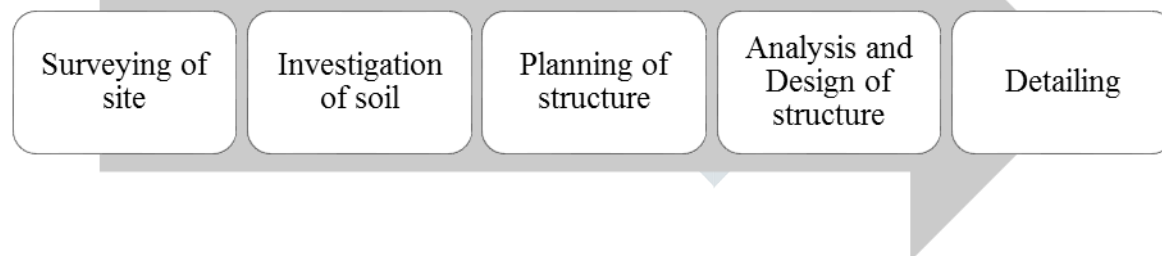 Surveying of
site
Investigation
of soil
Planning of
structure
Analysis and
Design of
structure
Detailing